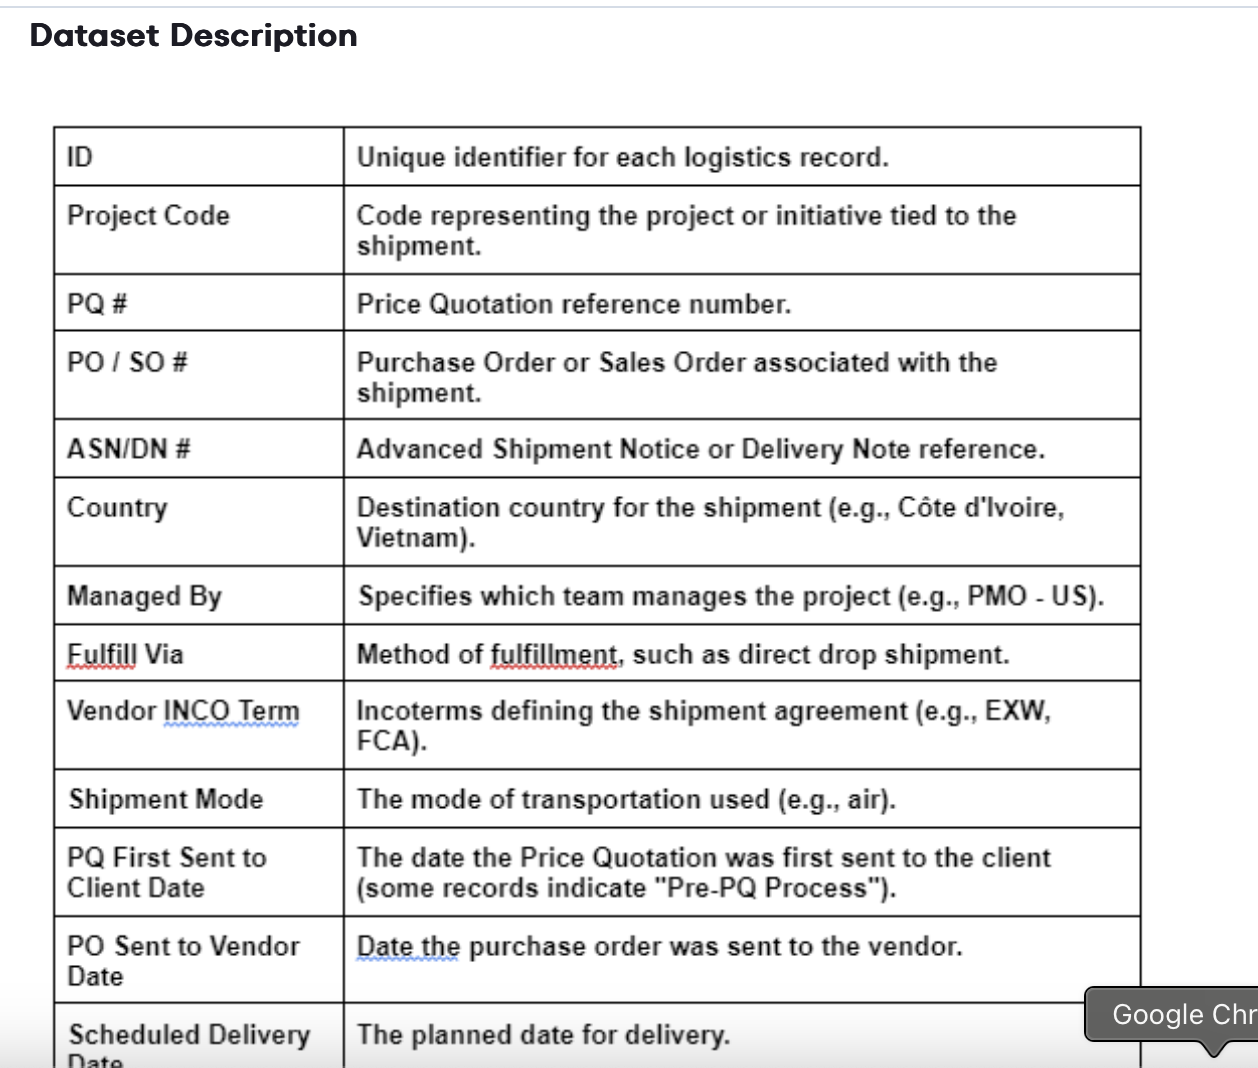 Dataset Description
ID
Unique identifier for each logistics record.
Project Code
Code representing the project or initiative tied to the
shipment.
PQ #
Price Quotation reference number.
PO / SO #
Purchase Order or Sales Order associated with the
shipment.
ASN/DN #
Advanced Shipment Notice or Delivery Note reference.
Country
Destination country for the shipment (e.g., Côte d'Ivoire,
Vietnam).
Managed By
Specifies which team manages the project (e.g., PMO - US).
Fulfill Via
Method of fulfillment, such as direct drop shipment.
Vendor INCO Term
Incoterms defining the shipment agreement (e.g., EXW,
FCA).
Shipment Mode
The mode of transportation used (e.g., air).
PQ First Sent to
Client Date
The date the Price Quotation was first sent to the client
(some records indicate "Pre-PQ Process").
PO Sent to Vendor
Date
Date the purchase order was sent to the vendor.
Scheduled Delivery
Date
The planned date for delivery.
Google Chr